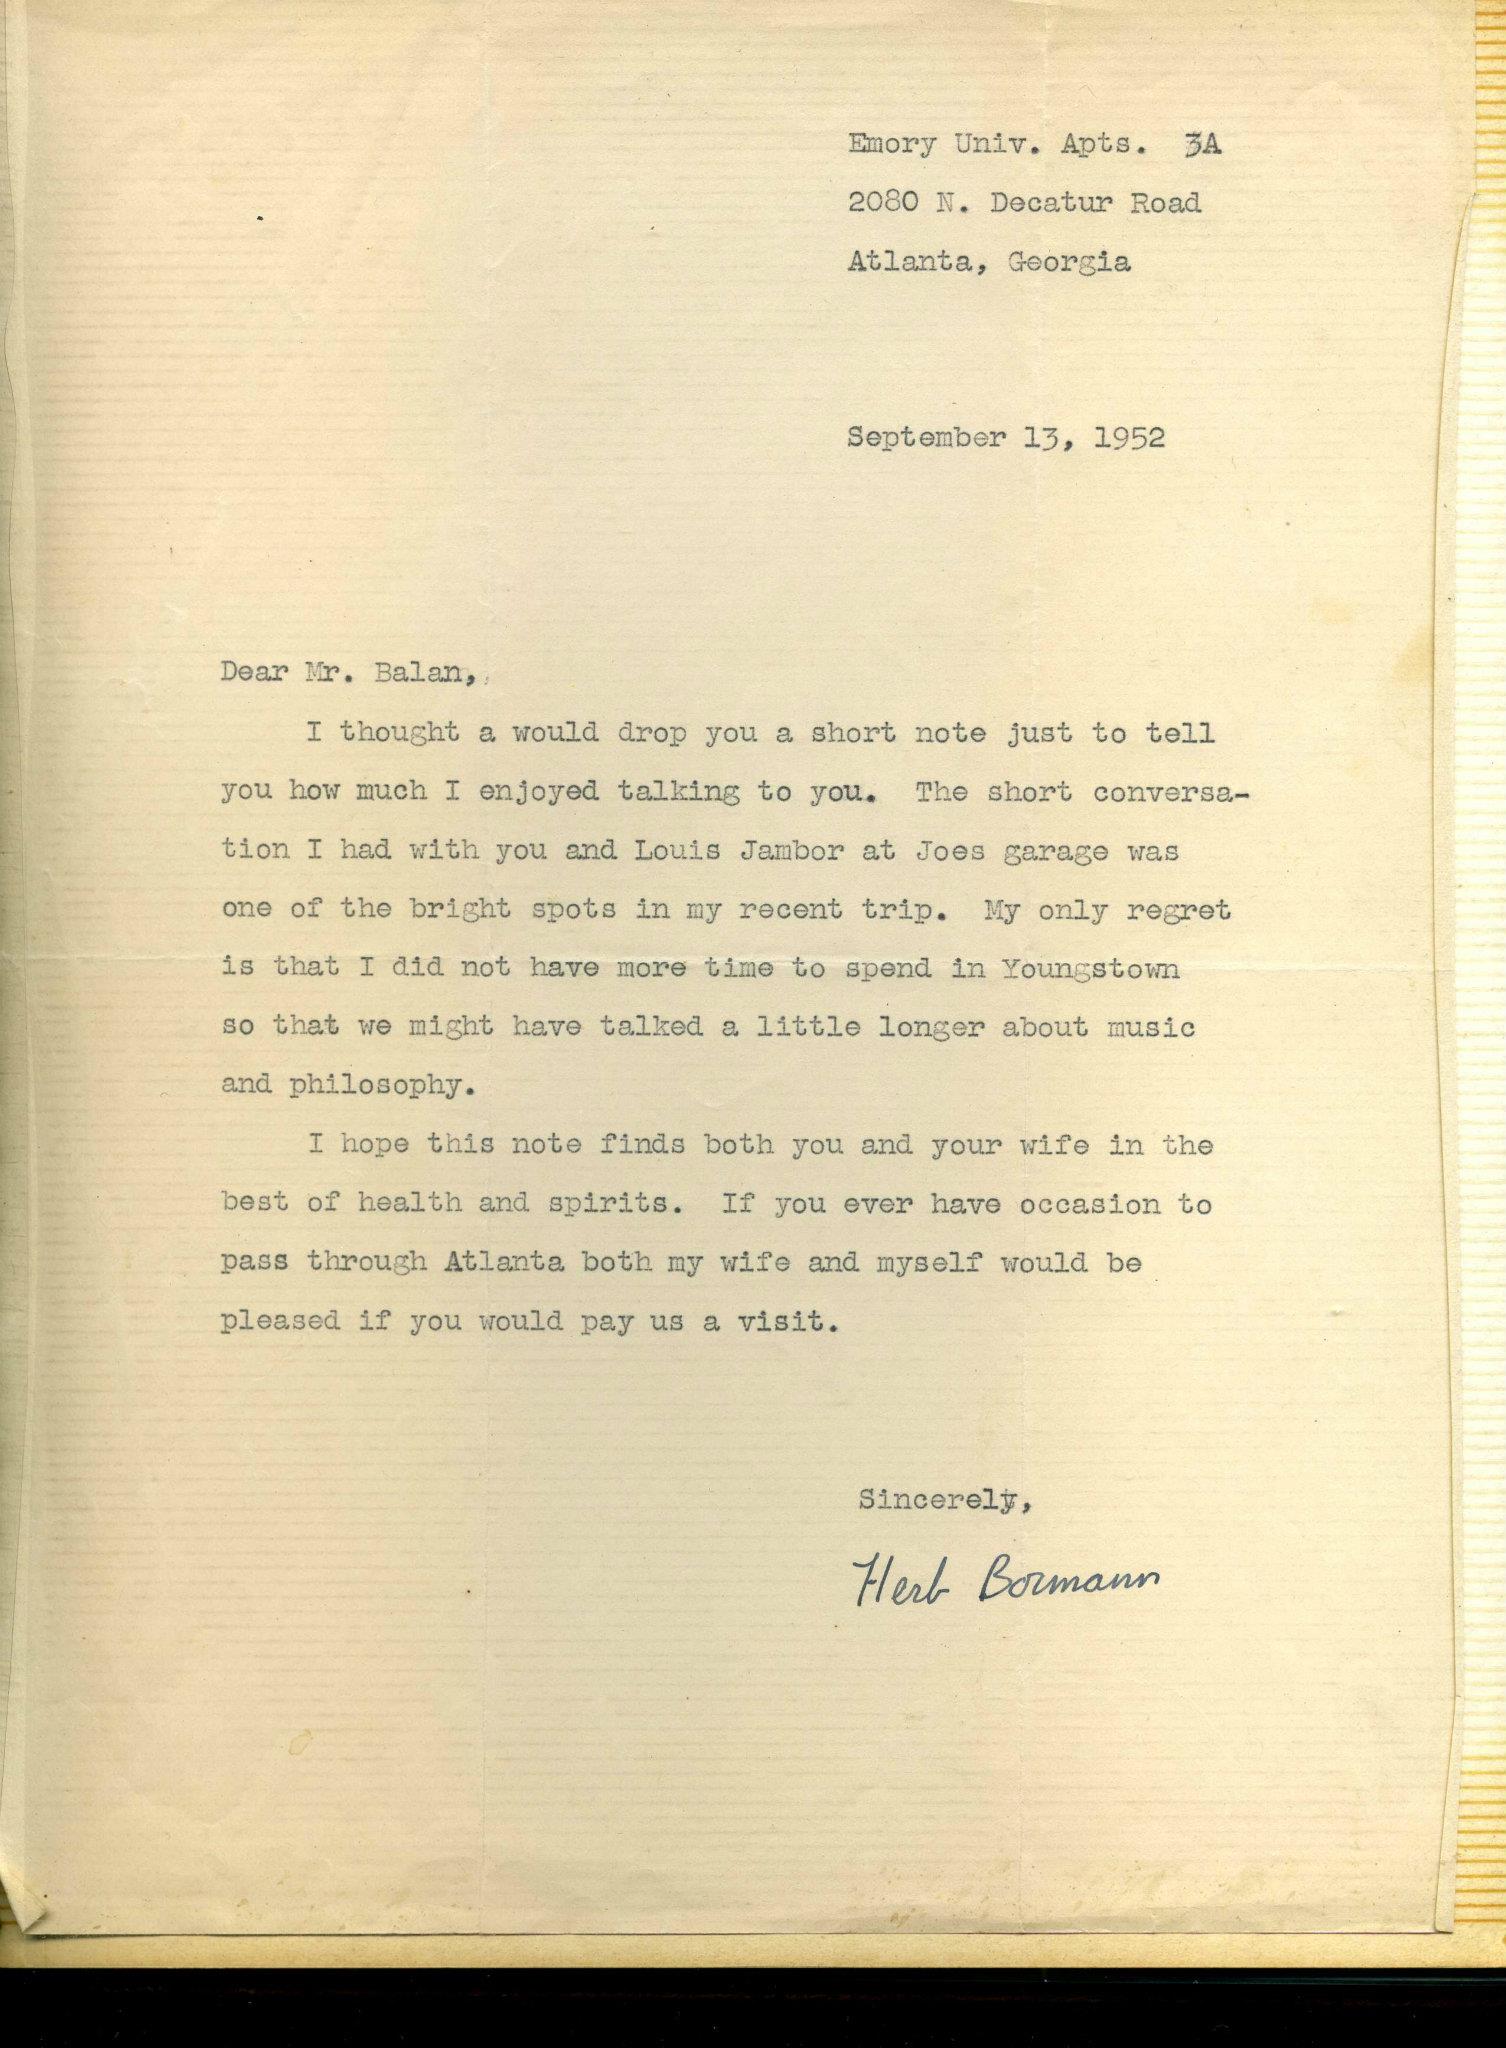 Emory Univ. Apts. 3A
2080 N. Decatur Road
Atlanta, Georgia
September 13, 1952
Dear Mr. Balan,,
I thought a would drop you a short note just to tell
you how much I enjoyed talking to you. The short conversa-
tion I had with you and Louis Jambor at Joes garage was
one of the bright spots in my recent trip. My only regret
is that I did not have more time to spend in Youngstown
so that we might have talked a little longer about music
and philosophy.
I hope this note finds both you and your wife in the
best of health and spirits. If you ever have occasion to
pass through Atlanta both my wife and myself would be
pleased if you would pay us a visit.
Sincerely,
Herb Bormann